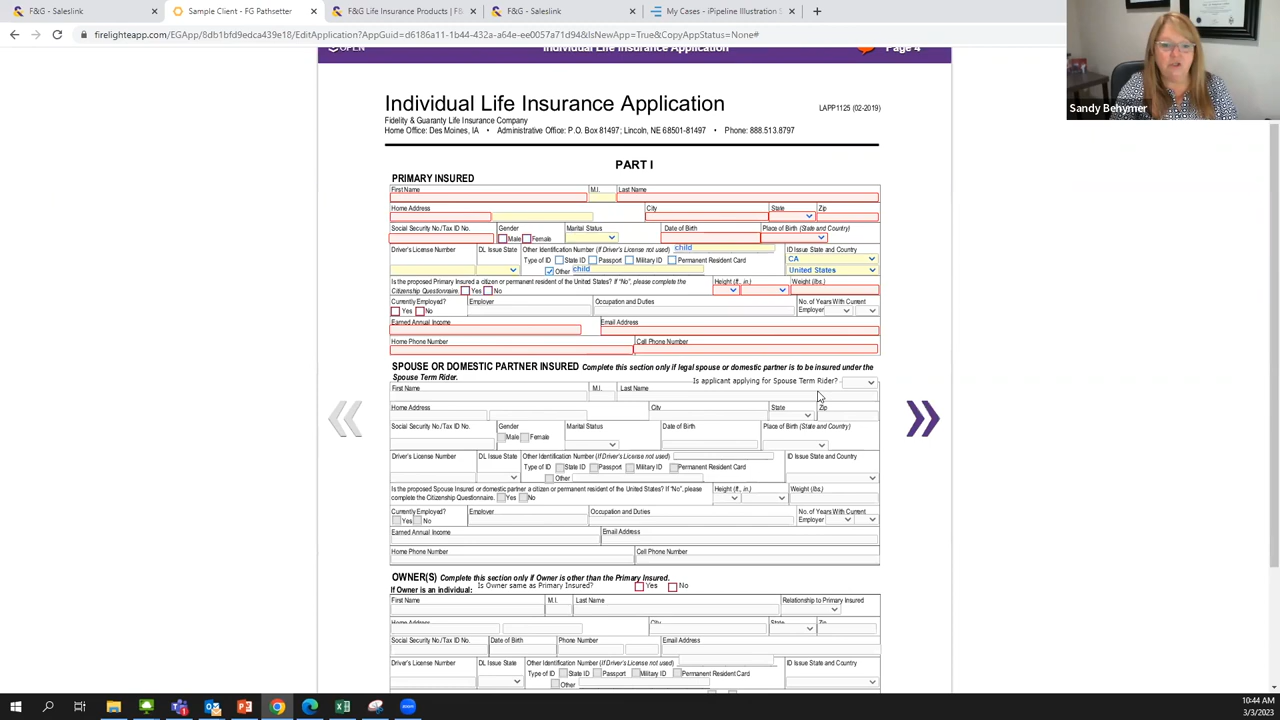 F&G - Saleslink
Sample Client - FG Pathsetter
F&G Life Insurance Products | F&
F&G - Saleslink
My Cases - iPipeline Illustration S
firelighteapp.com/EGApp/8db1bfd9edca439e18/EditApplication?AppGuid=d6186a11-1b44-432a-a64e-ee0057a71d94&IsNewApp=True&CopyAppStatus=None#
OPEN Individual Life Insurance Application Page 4
Sandy Behymer
Individual Life Insurance Application
LAPP1125 (02-2019)
Fidelity & Guaranty Life Insurance Company
Home Office: Des Moines, IA • Administrative Office: P.O. Box 81497; Lincoln, NE 68501-81497 • Phone: 888.513.8797
PART I
PRIMARY INSURED
First Name M.I. Last Name
Home Address City State Zip
Social Security No./Tax ID No. Gender Marital Status Date of Birth Place of Birth (State and Country)
Male Female
Driver's License Number DL Issue State Other Identification Number (If Driver's License not used) child ID Issue State and Country
Type of ID State ID Passport Military ID Permanent Resident Card CA
Other child United States
Is the proposed Primary Insured a citizen or permanent resident of the United States? If "No", please complete the Height (ft., in.) Weight (lbs.)
Citizenship Questionnaire. Yes No
Currently Employed? Employer Occupation and Duties No. of Years With Current
Yes No Employer
Earned Annual Income Email Address
Home Phone Number Cell Phone Number
SPOUSE OR DOMESTIC PARTNER INSURED Complete this section only if legal spouse or domestic partner is to be insured under the
Spouse Term Rider.
Is applicant applying for Spouse Term Rider?
First Name M.I. Last Name
Home Address City State Zip
Social Security No./Tax ID No. Gender Marital Status Date of Birth Place of Birth (State and Country)
Male Female
Driver's License Number DL Issue State Other Identification Number (If Driver's License not used) ID Issue State and Country
Type of ID State ID Passport Military ID Permanent Resident Card
Other
Is the proposed Spouse Insured or domestic partner a citizen or permanent resident of the United States? If "No", please Height (ft., in.) Weight (lbs.)
complete the Citizenship Questionnaire. Yes No
Currently Employed? Employer Occupation and Duties No. of Years With Current
Yes No Employer
Earned Annual Income Email Address
Home Phone Number Cell Phone Number
OWNER(S) Complete this section only if Owner is other than the Primary Insured.
If Owner is an individual: Is Owner same as Primary Insured? Yes No
First Name M.I. Last Name Relationship to Primary Insured
Home Address City State Zip
Social Security No./Tax ID No. Date of Birth Phone Number Email Address
Driver's License Number DL Issue State Other Identification Number (If Driver's License not used) ID Issue State and Country
Type of ID State ID Passport Military ID Permanent Resident Card
Other
10:44 AM
3/3/2023